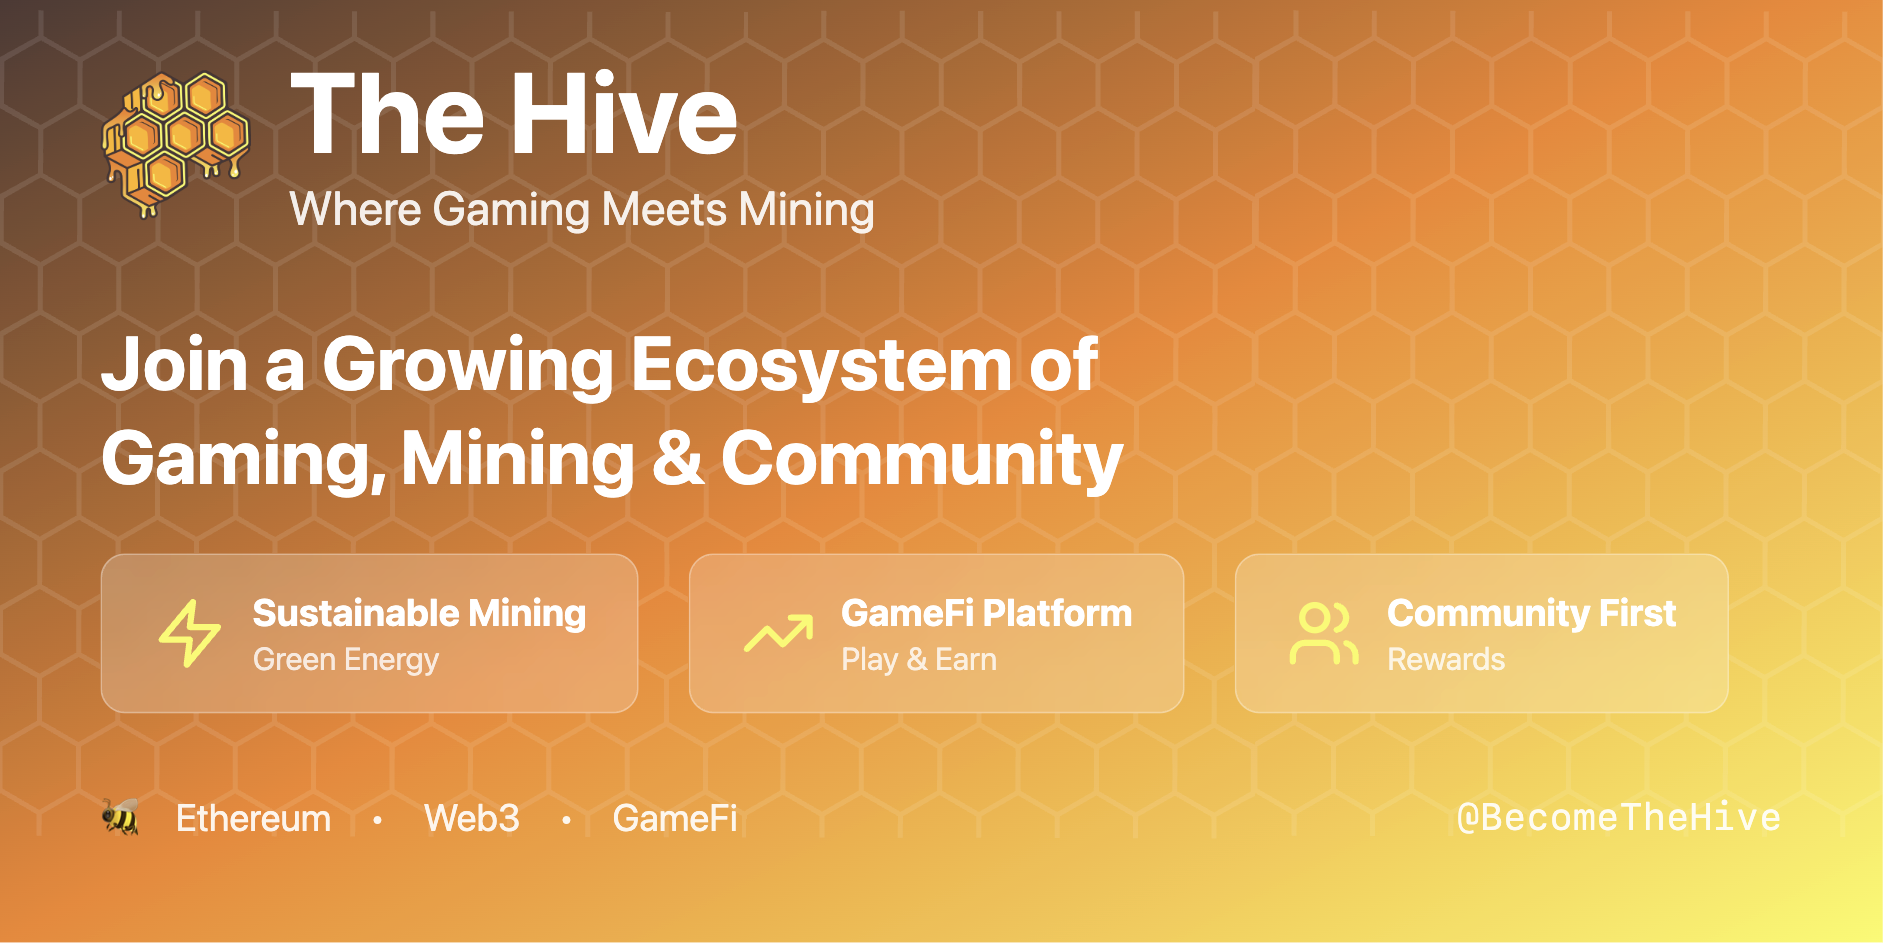 The Hive
Where Gaming Meets Mining
Join a Growing Ecosystem of
Gaming, Mining & Community
Sustainable Mining
Green Energy
GameFi Platform
Play & Earn
Community First
Rewards
Ethereum • Web3 • GameFi
@BecomeTheHive